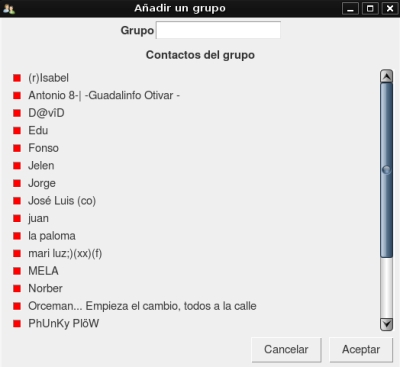 Añadir un grupo
Grupo
Contactos del grupo
(r)Isabel
Antonio 8-| -Guadalinfo Otivar -
D@vîD
Edu
Fonso
Jelen
Jorge
José Luis (co)
juan
la paloma
mari luz;)(xx)(f)
MELA
Norber
Orceman... Empieza el cambio, todos a la calle
PhUnKy PlöW
Cancelar
Aceptar